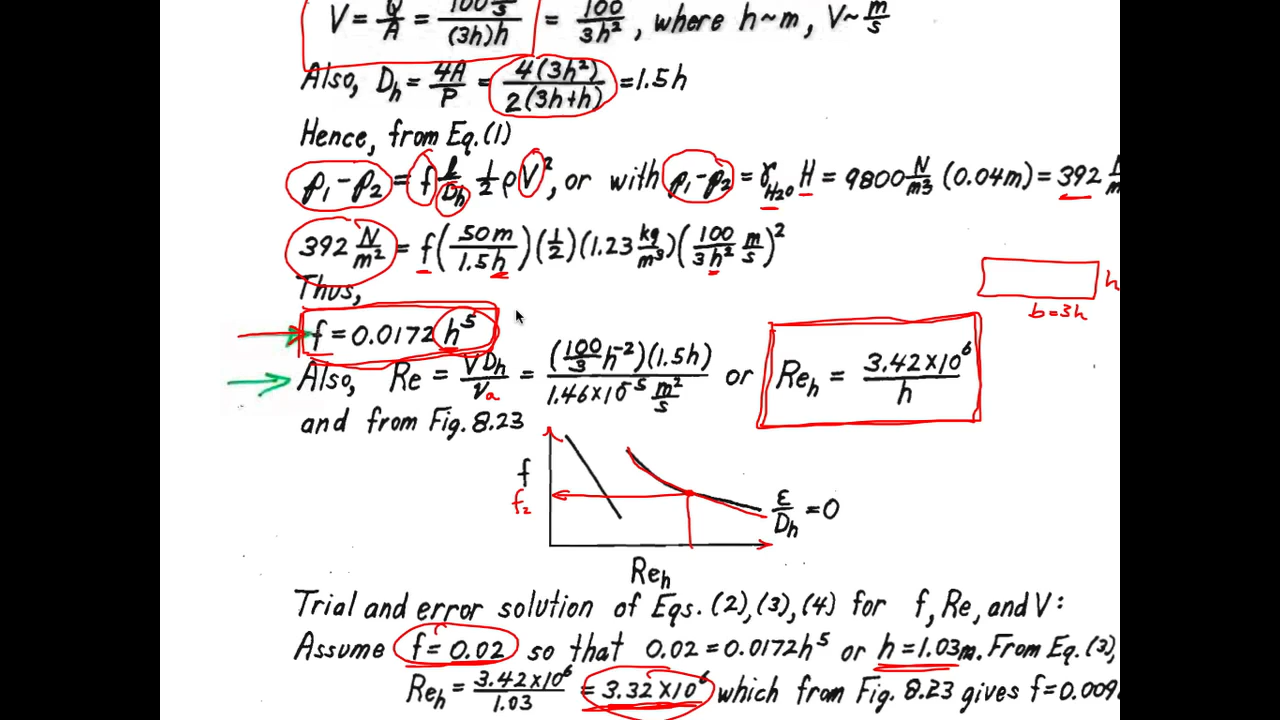 V = Q/A = 100 m³/s / (3h)h = 100/3h², where h~m, V~ m/s
Also, D_h = 4A/P = 4(3h²)/2(3h+h) = 1.5h
Hence, from Eq. (1)
p₁-p₂ = f ℓ/D_h ½ρV², or with p₁-p₂ = γ_H₂O H = 9800 N/m³ (0.04m) = 392 N/m
392 N/m² = f(50m/1.5h)(½)(1.23 kg/m³)(100/3h² m/s)²
h
b=3h
Thus,
f = 0.0172 h⁵
Also, Re = VD_h/ν_a = (100/3 h⁻²)(1.5h)/1.46×10⁻⁵ m²/s or Re_h = 3.42×10⁶/h
and from Fig. 8.23
f
f₂
ε/D_h = 0
Re_h
Trial and error solution of Eqs. (2),(3),(4) for f, Re, and V:
Assume f = 0.02 so that 0.02 = 0.0172h⁵ or h = 1.03m. From Eq. (3),
Re_h = 3.42×10⁶/1.03 = 3.32×10⁶ which from Fig. 8.23 gives f=0.009